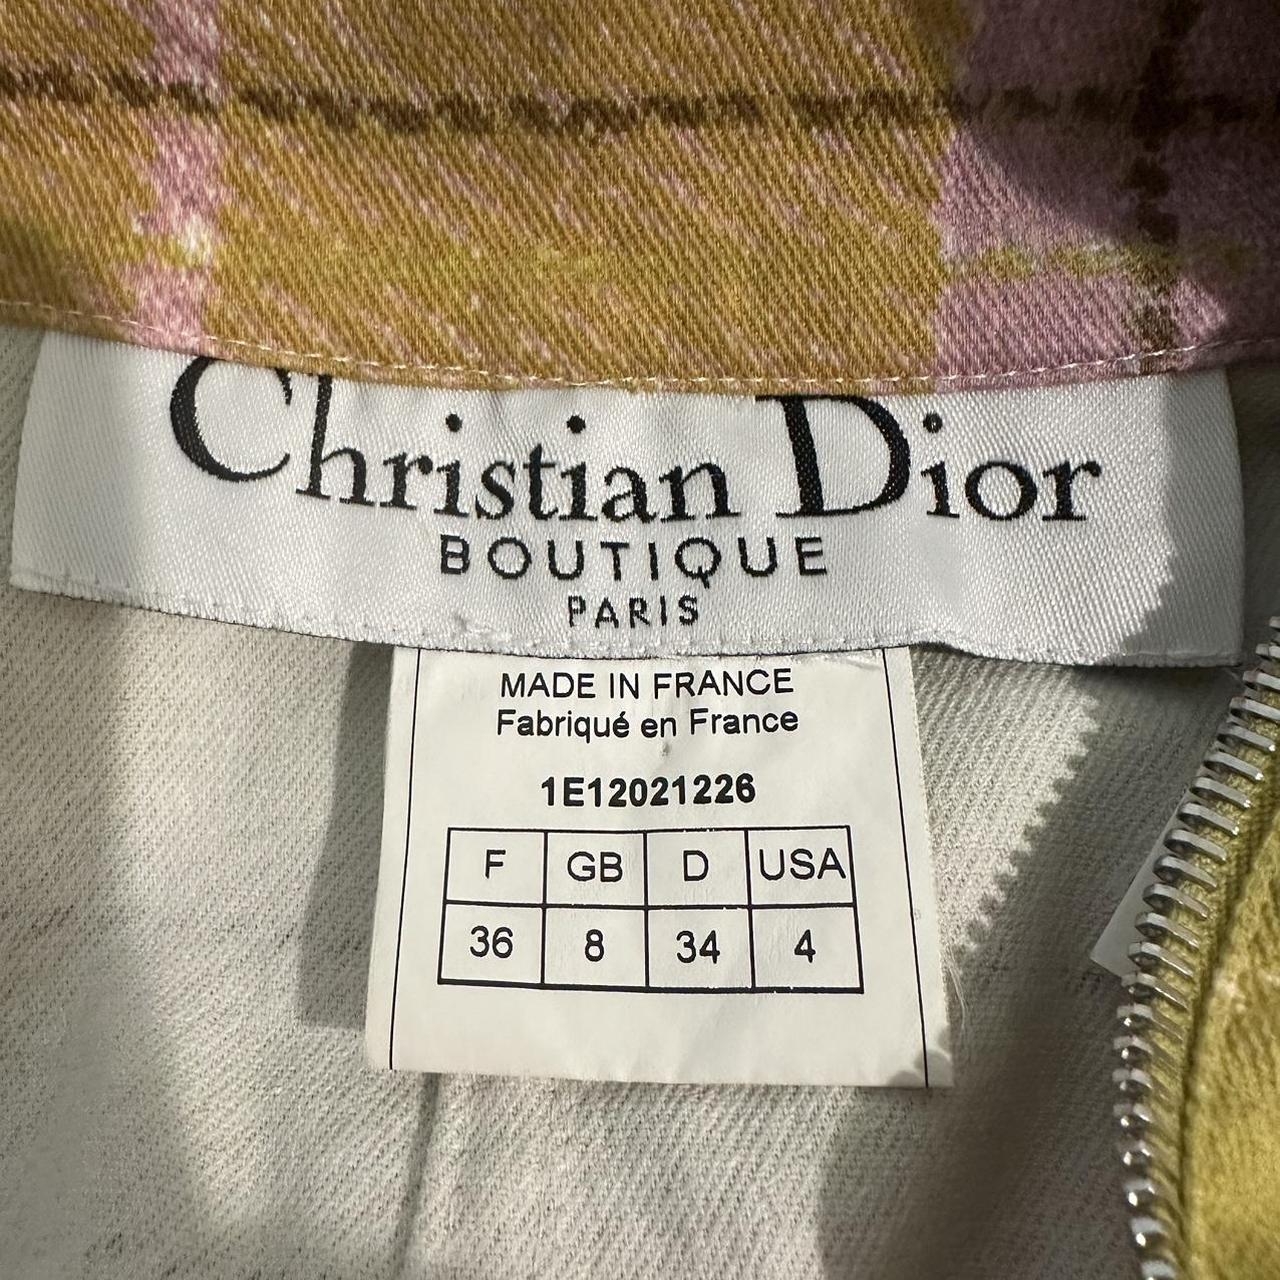 Christian Dior
BOUTIQUE
PARIS
MADE IN FRANCE
Fabriqué en France
1E12021226
F GB D USA
36 8 34 4